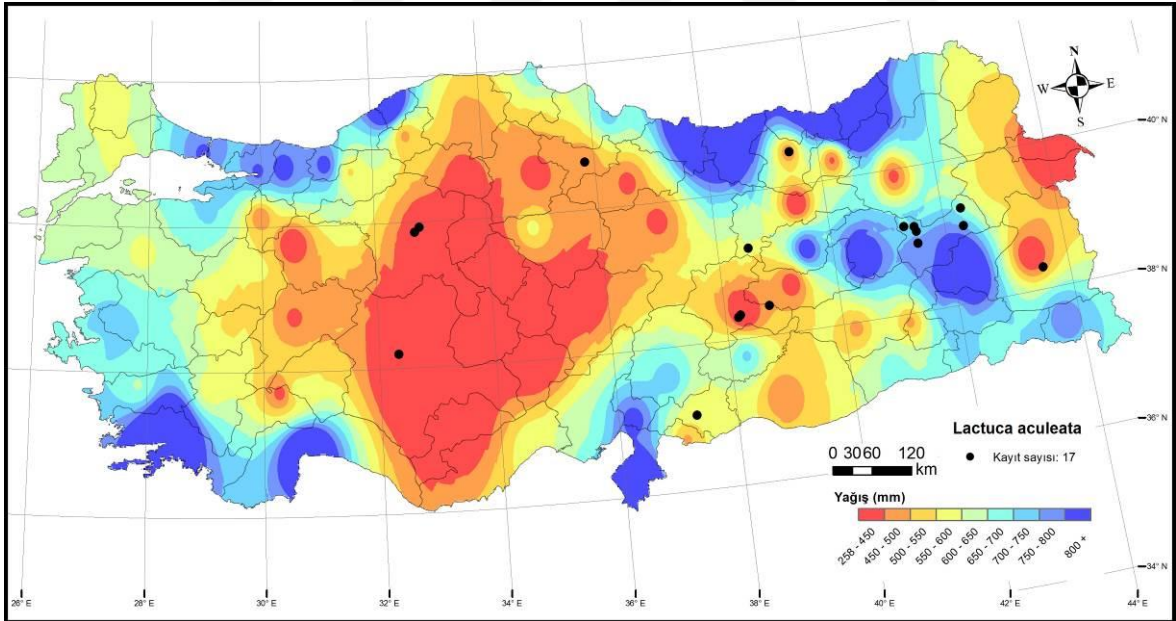 N
W E
S
40° N
38° N
36° N
34° N
Lactuca aculeata
Kayıt sayısı: 17
0 30 60 120
km
Yağış (mm)
258 - 450
450 - 500
500 - 550
550 - 600
600 - 650
650 - 700
700 - 750
750 - 800
800 +
26° E 28° E 30° E 32° E 34° E 36° E 38° E 40° E 42° E 44° E